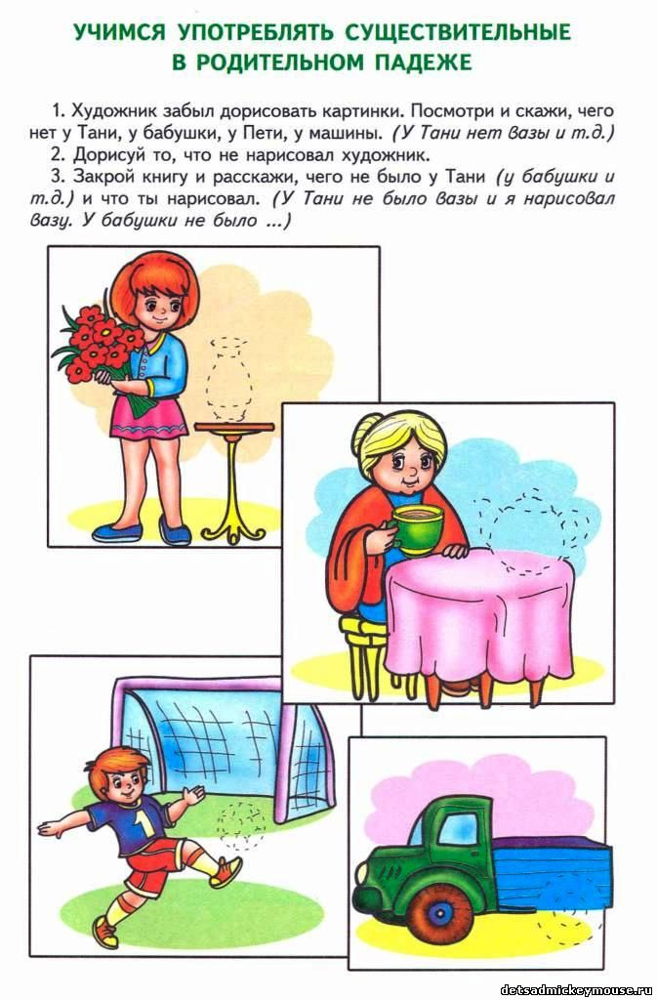 УЧИМСЯ УПОТРЕБЛЯТЬ СУЩЕСТВИТЕЛЬНЫЕ
В РОДИТЕЛЬНОМ ПАДЕЖЕ
1. Художник забыл дорисовать картинки. Посмотри и скажи, чего
нет у Тани, у бабушки, у Пети, у машины. (У Тани нет вазы и т.д.)
2. Дорисуй то, что не нарисовал художник.
3. Закрой книгу и расскажи, чего не было у Тани (у бабушки и
т.д.) и что ты нарисовал. (У Тани не было вазы и я нарисовал
вазу. У бабушки не было ...)
1
detsadmickeymouse.ru